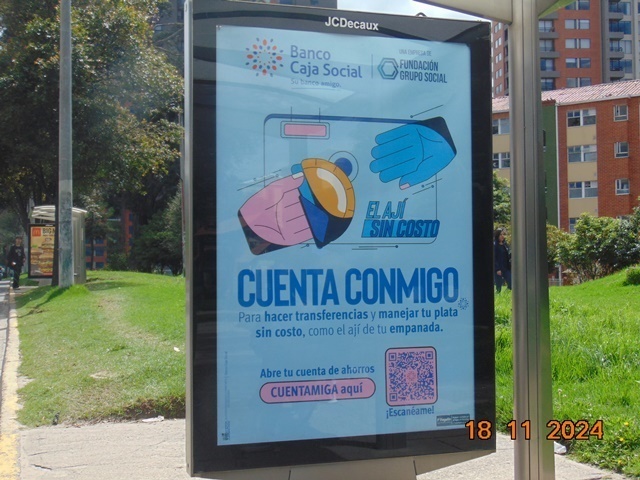 JCDecaux
Banco
Caja Social
Su banco amigo.
UNA EMPRESA DE
FUNDACIÓN
GRUPO SOCIAL
EL AJÍ
SIN COSTO
CUENTA CONMIGO
Para hacer transferencias y manejar tu plata
sin costo, como el ají de tu empanada.
Abre tu cuenta de ahorros
CUENTAMIGA aquí
¡Escanéame!
18 11 2024